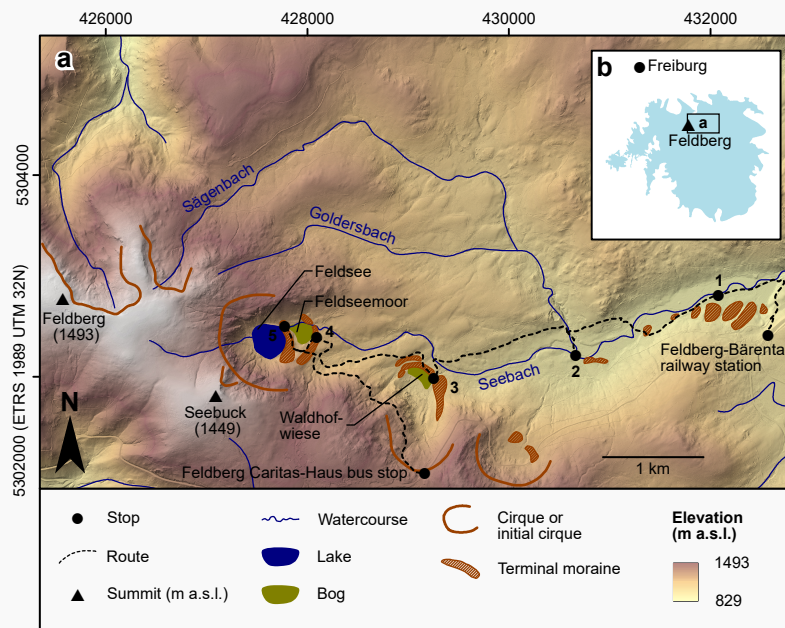 426000
428000
430000
432000
a
b
Freiburg
a
Feldberg
5304000
5302000 (ETRS 1989 UTM 32N)
Sägenbach
Goldersbach
Feldsee
Feldseemoor
1
Feldberg
(1493)
5
4
Feldberg-Bärenta
railway station
2
3
Seebach
Seebuck
(1449)
Waldhof-
wiese
N
1 km
Feldberg Caritas-Haus bus stop
Stop
Route
Summit (m a.s.l.)
Watercourse
Lake
Bog
Cirque or
initial cirque
Terminal moraine
Elevation
(m a.s.l.)
1493
829